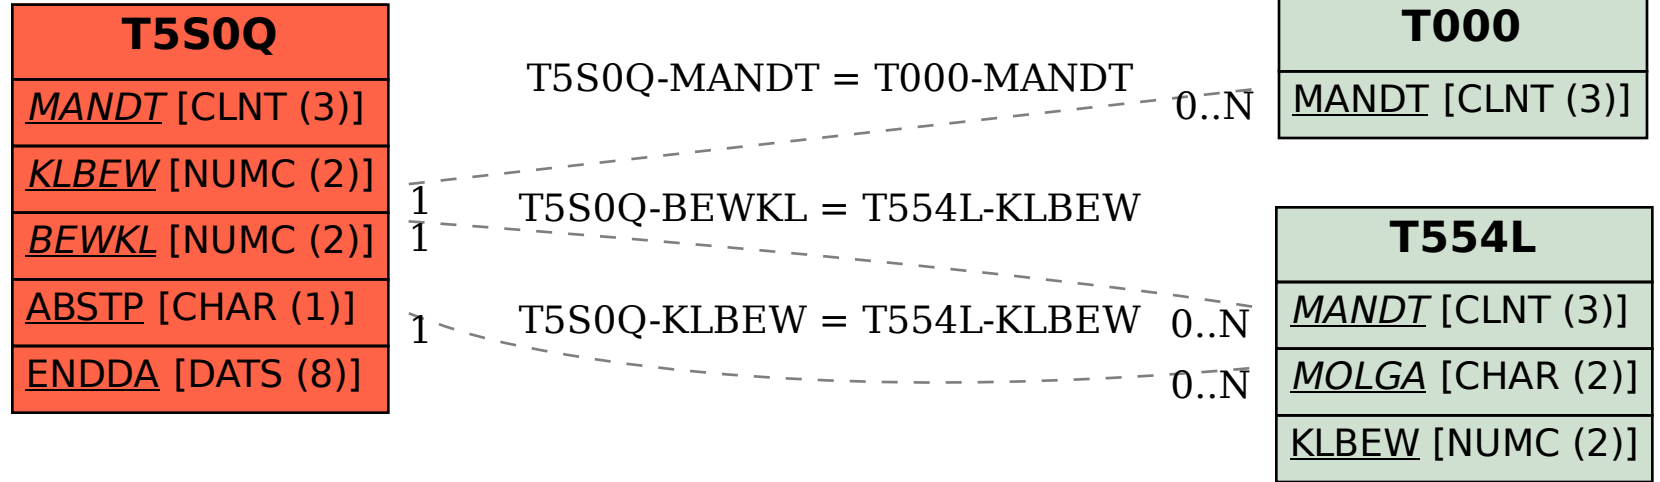 T5S0Q
MANDT [CLNT (3)]
KLBEW [NUMC (2)]
BEWKL [NUMC (2)]
ABSTP [CHAR (1)]
ENDDA [DATS (8)]
T5S0Q-MANDT = T000-MANDT
0..N
1
T5S0Q-BEWKL = T554L-KLBEW
1
0..N
T5S0Q-KLBEW = T554L-KLBEW
1
0..N
T000
MANDT [CLNT (3)]
T554L
MANDT [CLNT (3)]
MOLGA [CHAR (2)]
KLBEW [NUMC (2)]